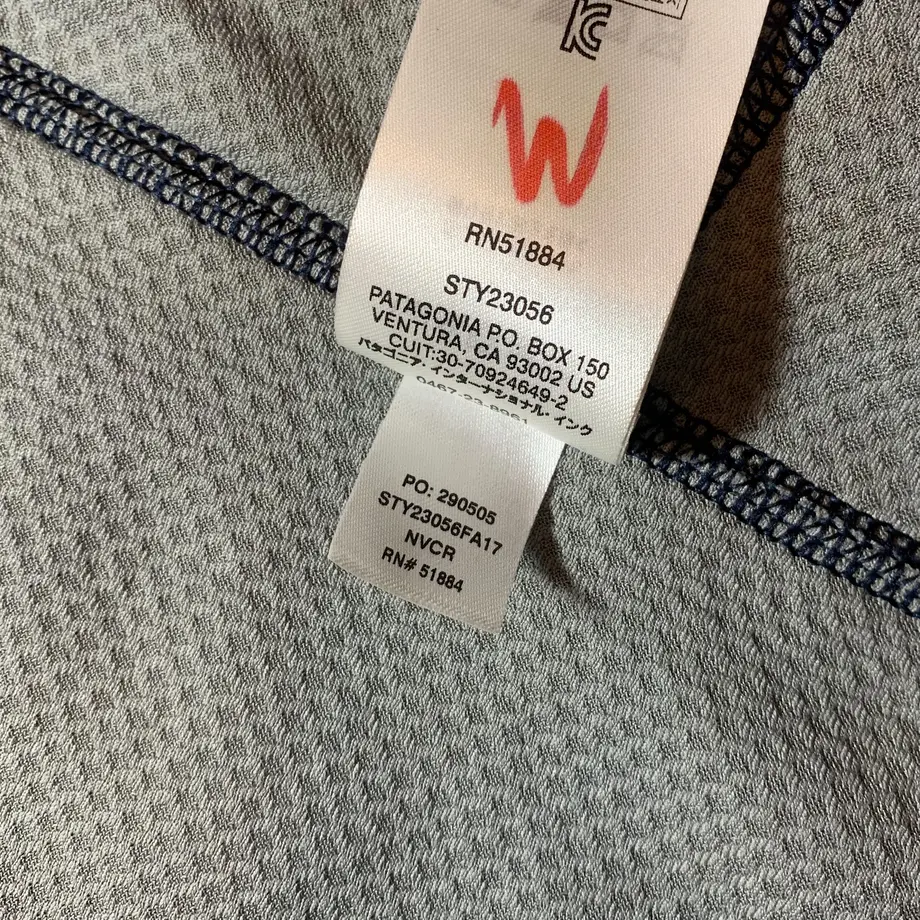 W
RN51884
STY23056
PATAGONIA P.O. BOX 150
VENTURA, CA 93002 US
CUIT:30-70924649-2
パタゴニア・インターナショナル・インク
PO: 290505
STY23056FA17
NVCR
RN# 51884